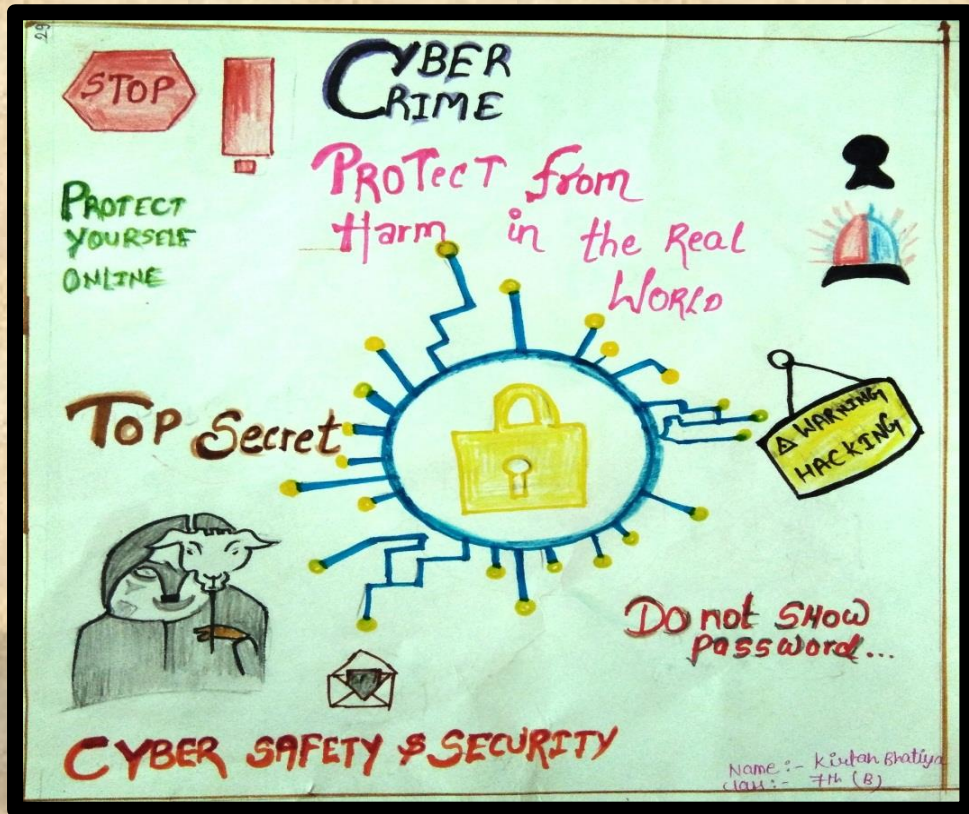 29
STOP
CYBER
CRIME
PROTECT from
Harm in the Real
WORLD
PROTECT
YOURSELF
ONLINE
TOP Secret
⚠ WARNING
HACKING
Do not SHOW
Password...
CYBER SAFETY & SECURITY
Name :- Kirtan Bhatiya
class :- 7th (B)